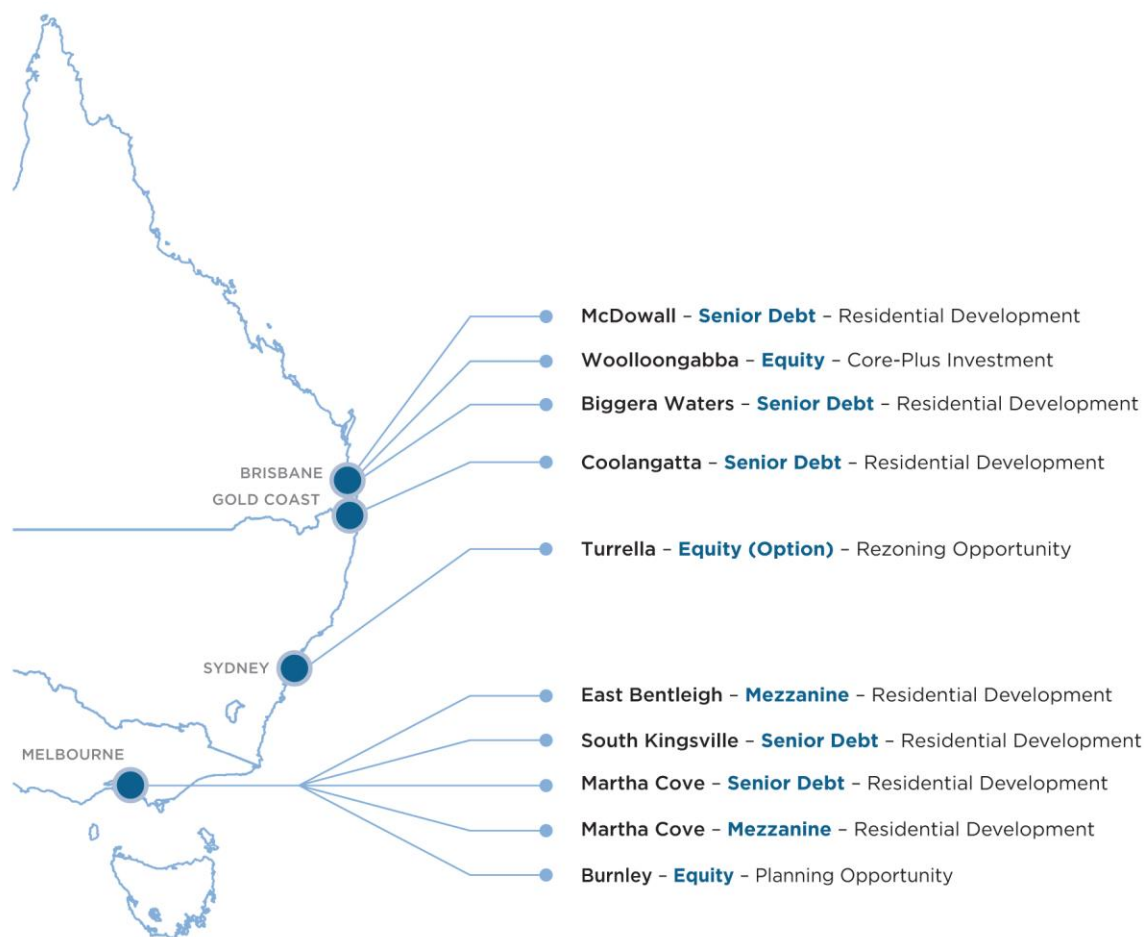 McDowall – Senior Debt – Residential Development
Woolloongabba – Equity – Core-Plus Investment
Biggera Waters – Senior Debt – Residential Development
BRISBANE
Coolangatta – Senior Debt – Residential Development
GOLD COAST
Turrella – Equity (Option) – Rezoning Opportunity
SYDNEY
East Bentleigh – Mezzanine – Residential Development
South Kingsville – Senior Debt – Residential Development
MELBOURNE
Martha Cove – Senior Debt – Residential Development
Martha Cove – Mezzanine – Residential Development
Burnley – Equity – Planning Opportunity